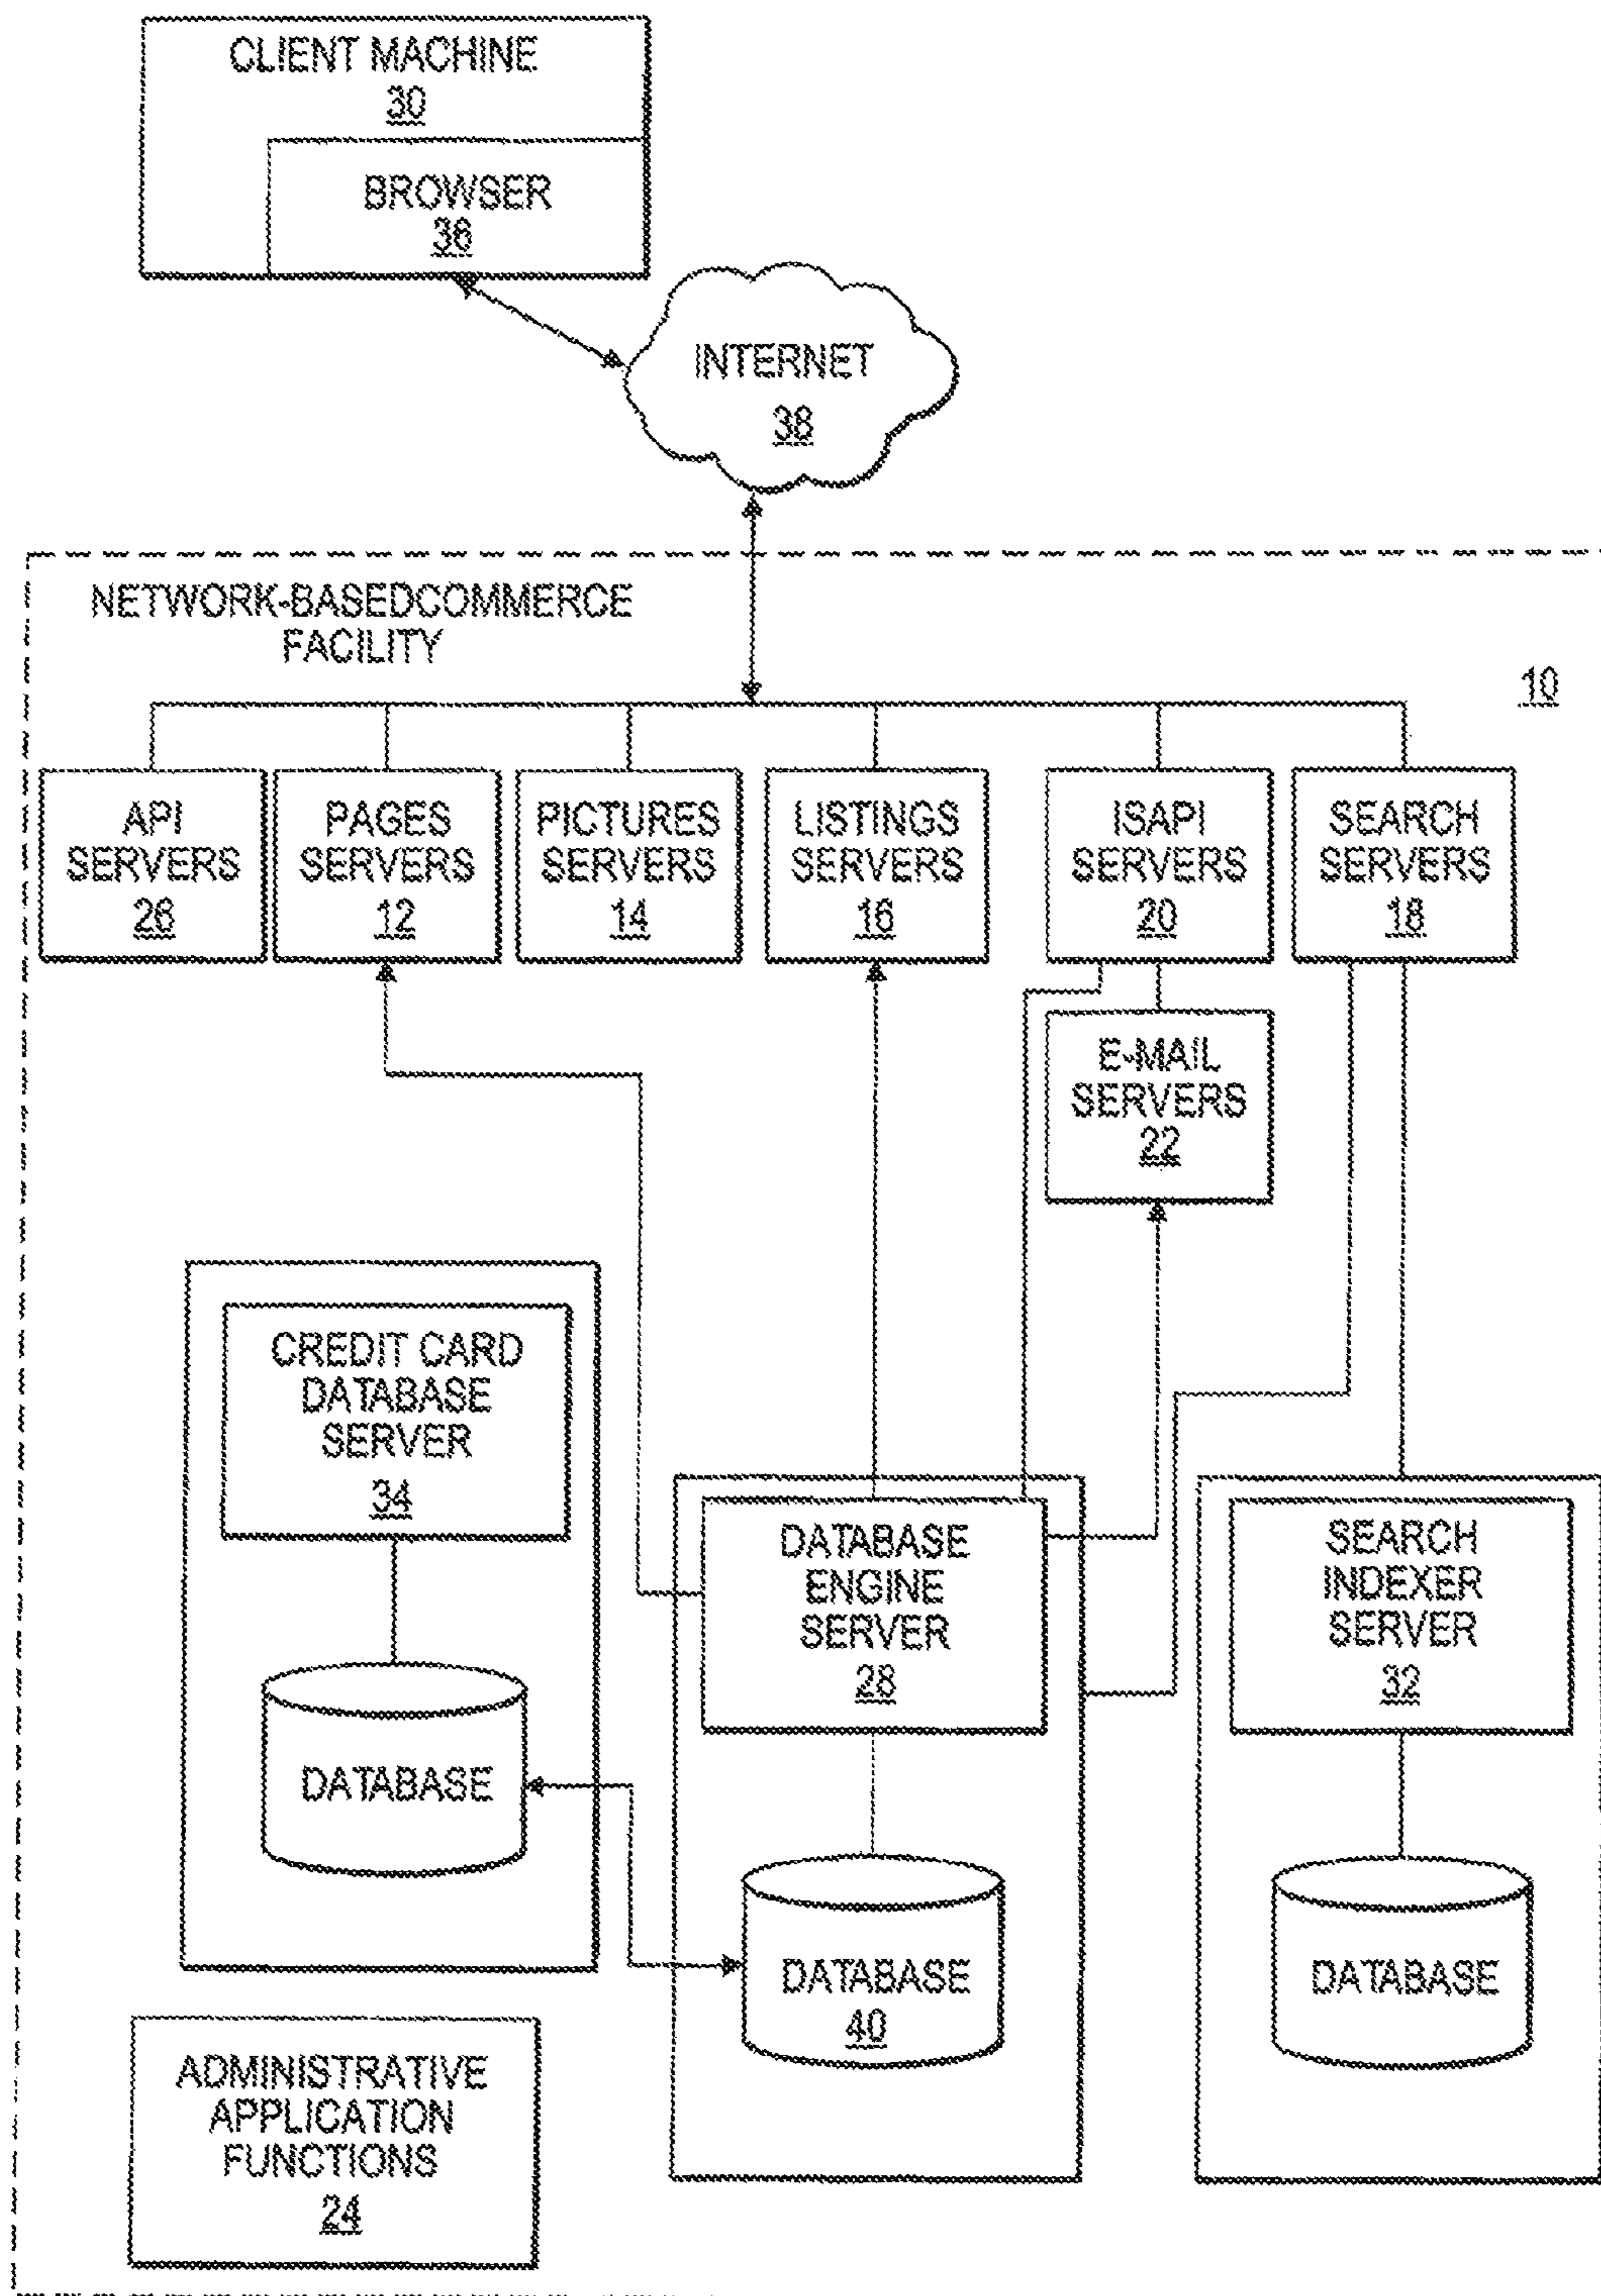 CLIENT MACHINE
30
BROWSER
36
INTERNET
38
NETWORK-BASEDCOMMERCE
FACILITY
10
API
SERVERS
26
PAGES
SERVERS
12
PICTURES
SERVERS
14
LISTINGS
SERVERS
16
ISAPI
SERVERS
20
SEARCH
SERVERS
18
E-MAIL
SERVERS
22
CREDIT CARD
DATABASE
SERVER
34
DATABASE
ENGINE
SERVER
28
SEARCH
INDEXER
SERVER
32
DATABASE
DATABASE
40
DATABASE
ADMINISTRATIVE
APPLICATION
FUNCTIONS
24